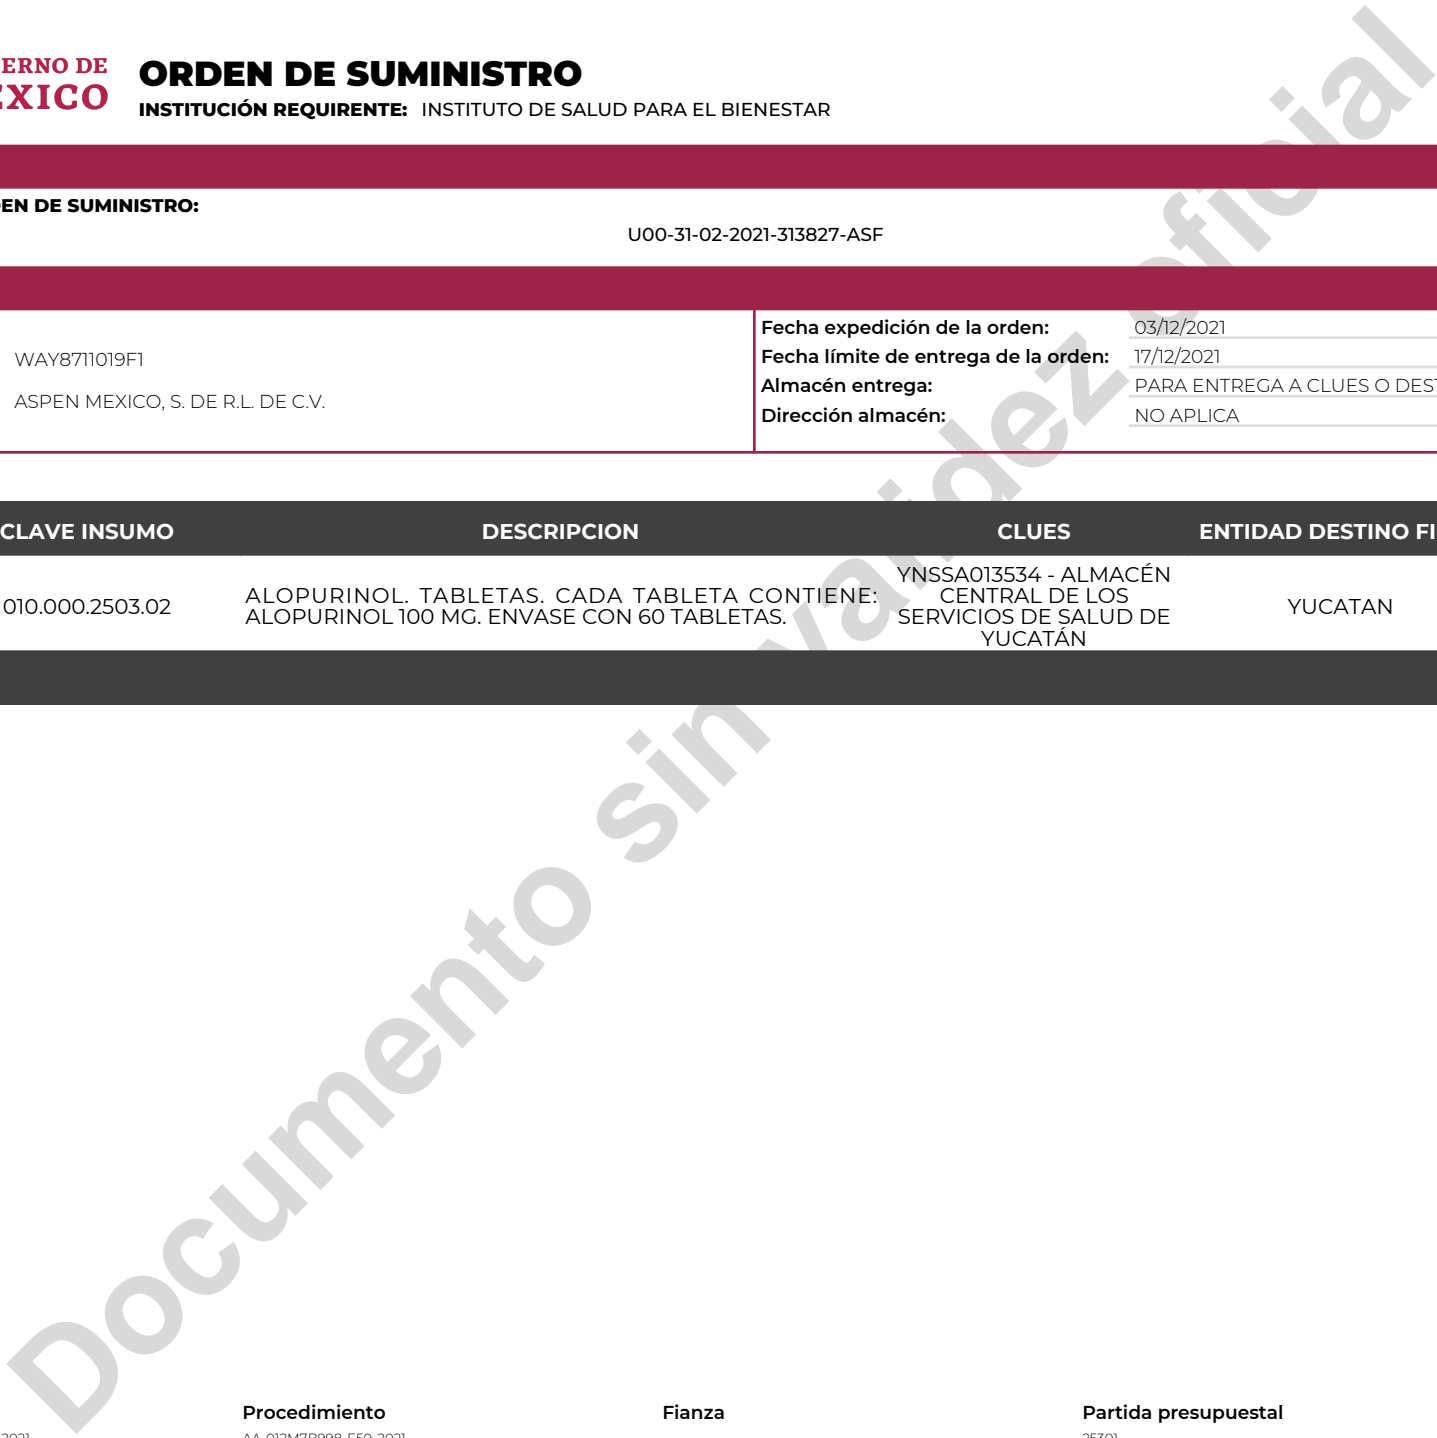 ERNO DE
ORDEN DE SUMINISTRO
EXICO
INSTITUCIÓN REQUIRENTE: INSTITUTO DE SALUD PARA EL BIENESTAR
EN DE SUMINISTRO:
U00-31-02-2021-313827-ASF
WAY8711019F1
ASPEN MEXICO, S. DE R.L. DE C.V.
Fecha expedición de la orden: 03/12/2021
Fecha límite de entrega de la orden: 17/12/2021
Almacén entrega: PARA ENTREGA A CLUES O DEST
Dirección almacén: NO APLICA
CLAVE INSUMO DESCRIPCION CLUES ENTIDAD DESTINO FI
010.000.2503.02
ALOPURINOL. TABLETAS. CADA TABLETA CONTIENE:
ALOPURINOL 100 MG. ENVASE CON 60 TABLETAS.
YNSSA013534 - ALMACÉN
CENTRAL DE LOS
SERVICIOS DE SALUD DE
YUCATÁN
YUCATAN
Documento sin validez oficial
Procedimiento Fianza Partida presupuestal